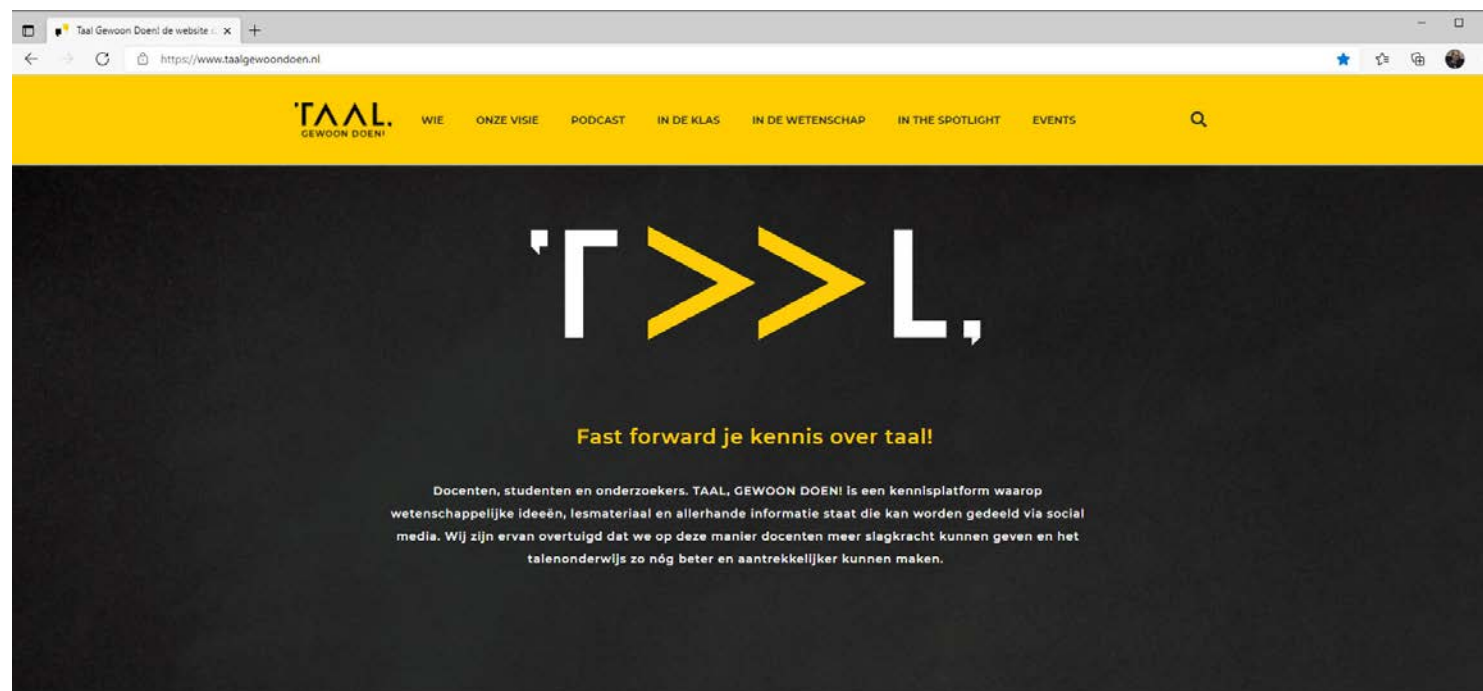 Taal Gewoon Doen! de website
https://www.taalgewoondoen.nl
TAAL.
GEWOON DOEN!
WIE ONZE VISIE PODCAST IN DE KLAS IN DE WETENSCHAP IN THE SPOTLIGHT EVENTS
'T>>L,
Fast forward je kennis over taal!
Docenten, studenten en onderzoekers. TAAL, GEWOON DOEN! is een kennisplatform waarop
wetenschappelijke ideeën, lesmateriaal en allerhande informatie staat die kan worden gedeeld via social
media. Wij zijn ervan overtuigd dat we op deze manier docenten meer slagkracht kunnen geven en het
talenonderwijs zo nóg beter en aantrekkelijker kunnen maken.